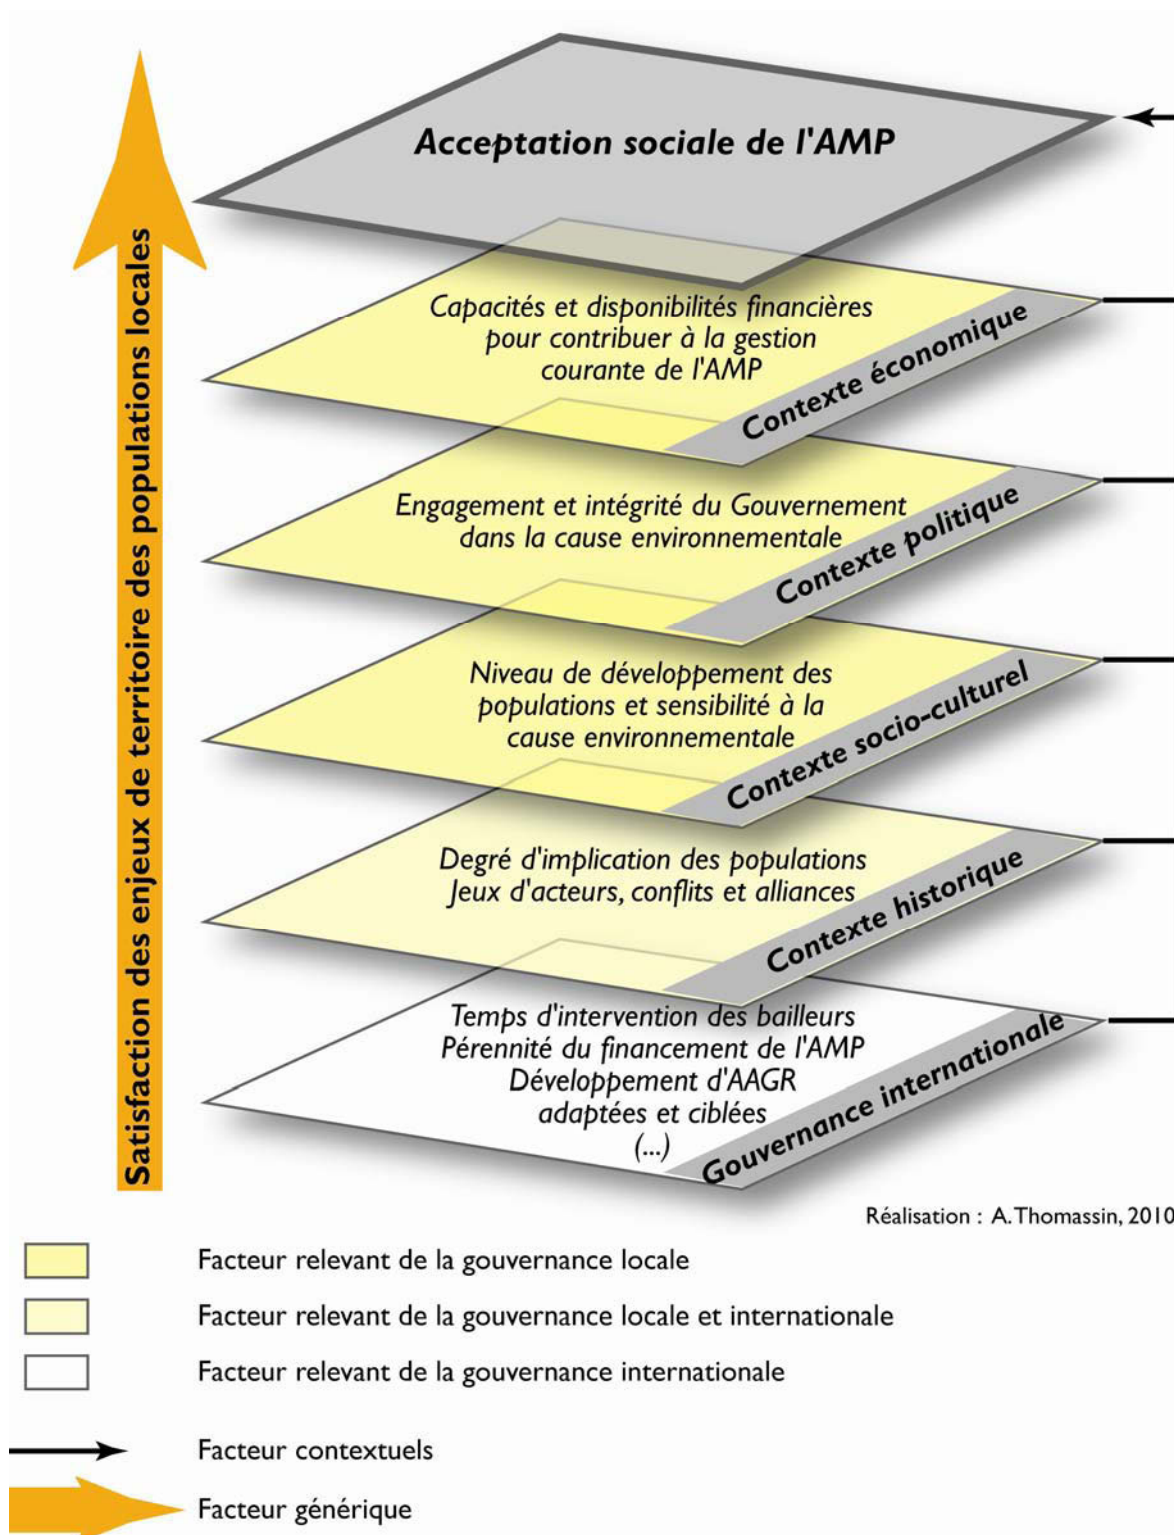 Acceptation sociale de l'AMP
Satisfaction des enjeux de territoire des populations locales
Capacités et disponibilités financières
pour contribuer à la gestion
courante de l'AMP
Contexte économique
Engagement et intégrité du Gouvernement
dans la cause environnementale
Contexte politique
Niveau de développement des
populations et sensibilité à la
cause environnementale
Contexte socio-culturel
Degré d'implication des populations
Jeux d'acteurs, conflits et alliances
Contexte historique
Temps d'intervention des bailleurs
Pérennité du financement de l'AMP
Développement d'AAGR
adaptées et ciblées
(...)
Gouvernance internationale
Réalisation : A. Thomassin, 2010
Facteur relevant de la gouvernance locale
Facteur relevant de la gouvernance locale et internationale
Facteur relevant de la gouvernance internationale
Facteur contextuels
Facteur générique